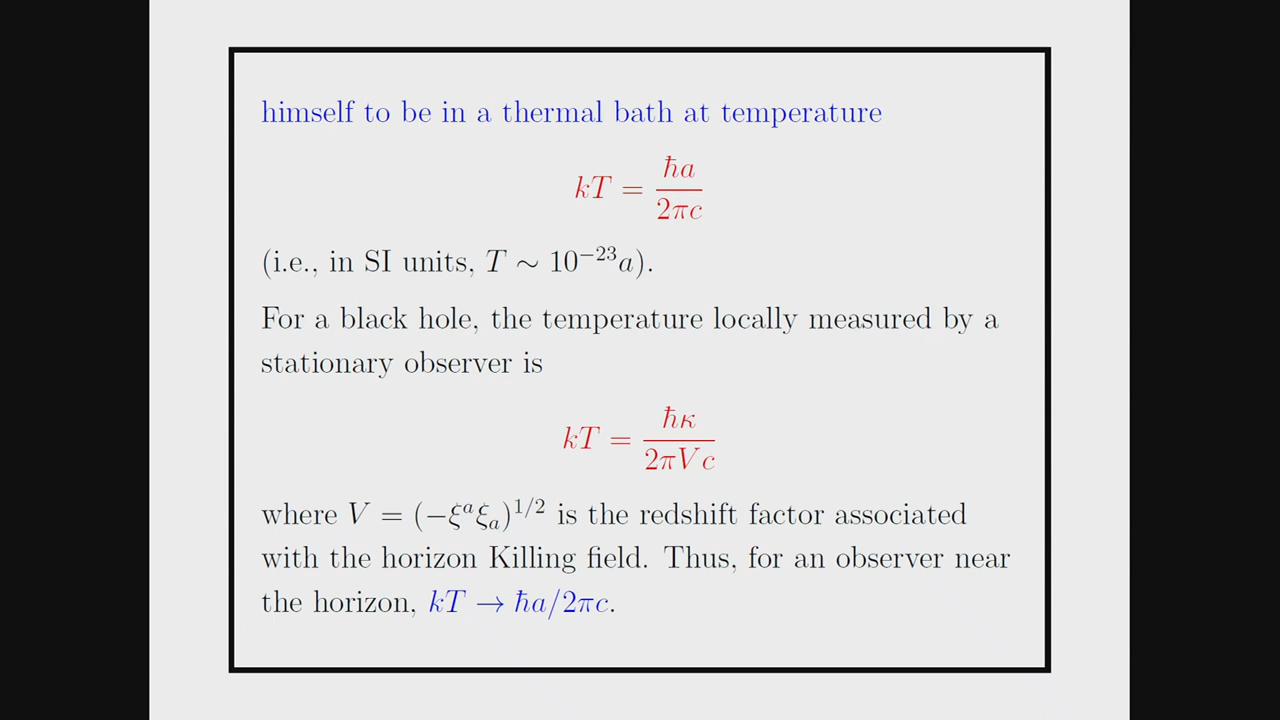 himself to be in a thermal bath at temperature
kT = ħa / 2πc
(i.e., in SI units, T ∼ 10⁻²³a).
For a black hole, the temperature locally measured by a
stationary observer is
kT = ħκ / 2πVc
where V = (−ξᵃξₐ)¹/² is the redshift factor associated
with the horizon Killing field. Thus, for an observer near
the horizon, kT → ħa/2πc.